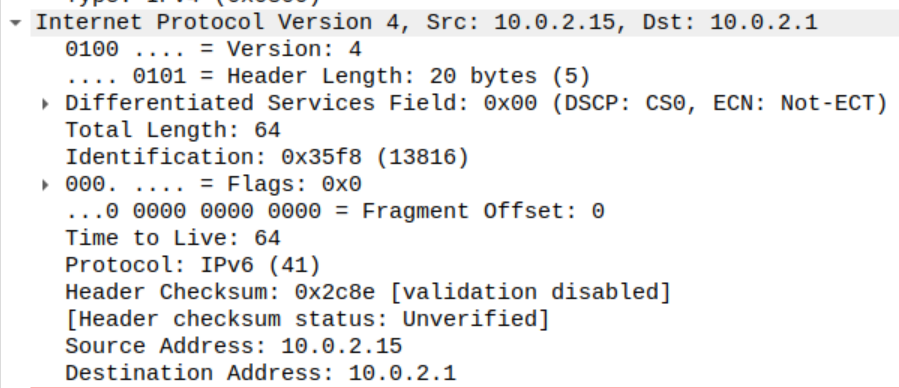 Internet Protocol Version 4, Src: 10.0.2.15, Dst: 10.0.2.1
0100 .... = Version: 4
.... 0101 = Header Length: 20 bytes (5)
Differentiated Services Field: 0x00 (DSCP: CS0, ECN: Not-ECT)
Total Length: 64
Identification: 0x35f8 (13816)
000. .... = Flags: 0x0
...0 0000 0000 0000 = Fragment Offset: 0
Time to Live: 64
Protocol: IPv6 (41)
Header Checksum: 0x2c8e [validation disabled]
[Header checksum status: Unverified]
Source Address: 10.0.2.15
Destination Address: 10.0.2.1